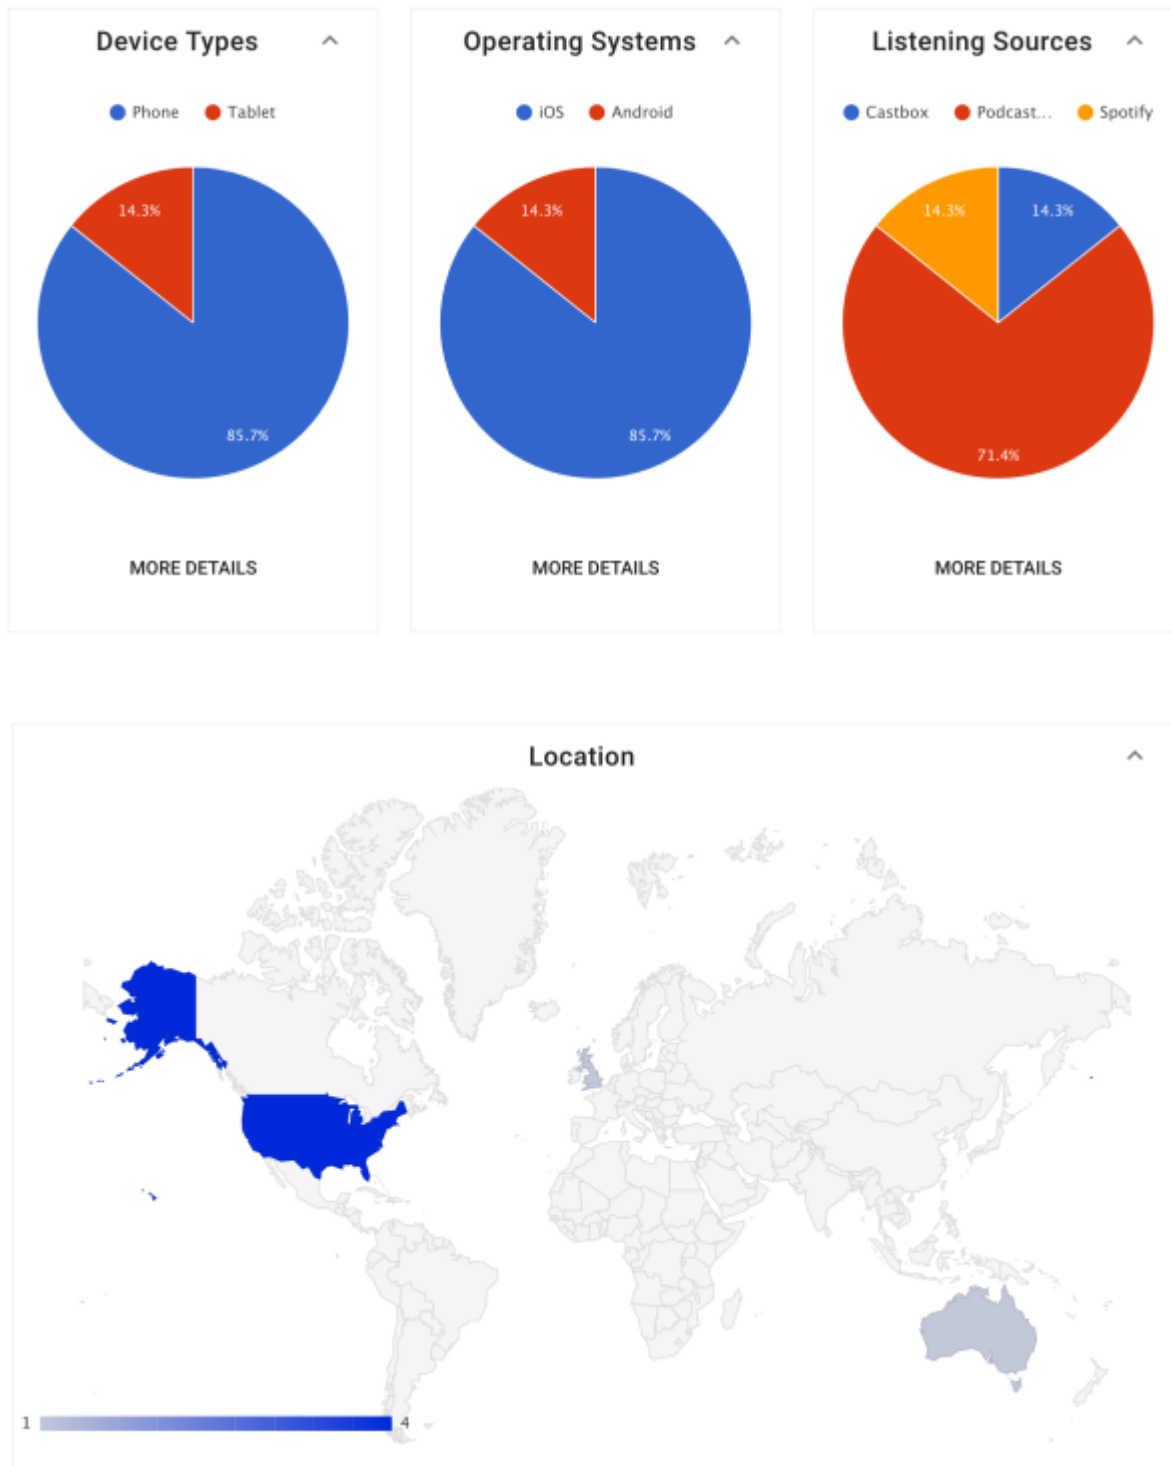 Device Types
Phone Tablet
14.3%
85.7%
MORE DETAILS
Operating Systems
iOS Android
14.3%
85.7%
MORE DETAILS
Listening Sources
Castbox Podcast... Spotify
14.3% 14.3%
71.4%
MORE DETAILS
Location
1 4